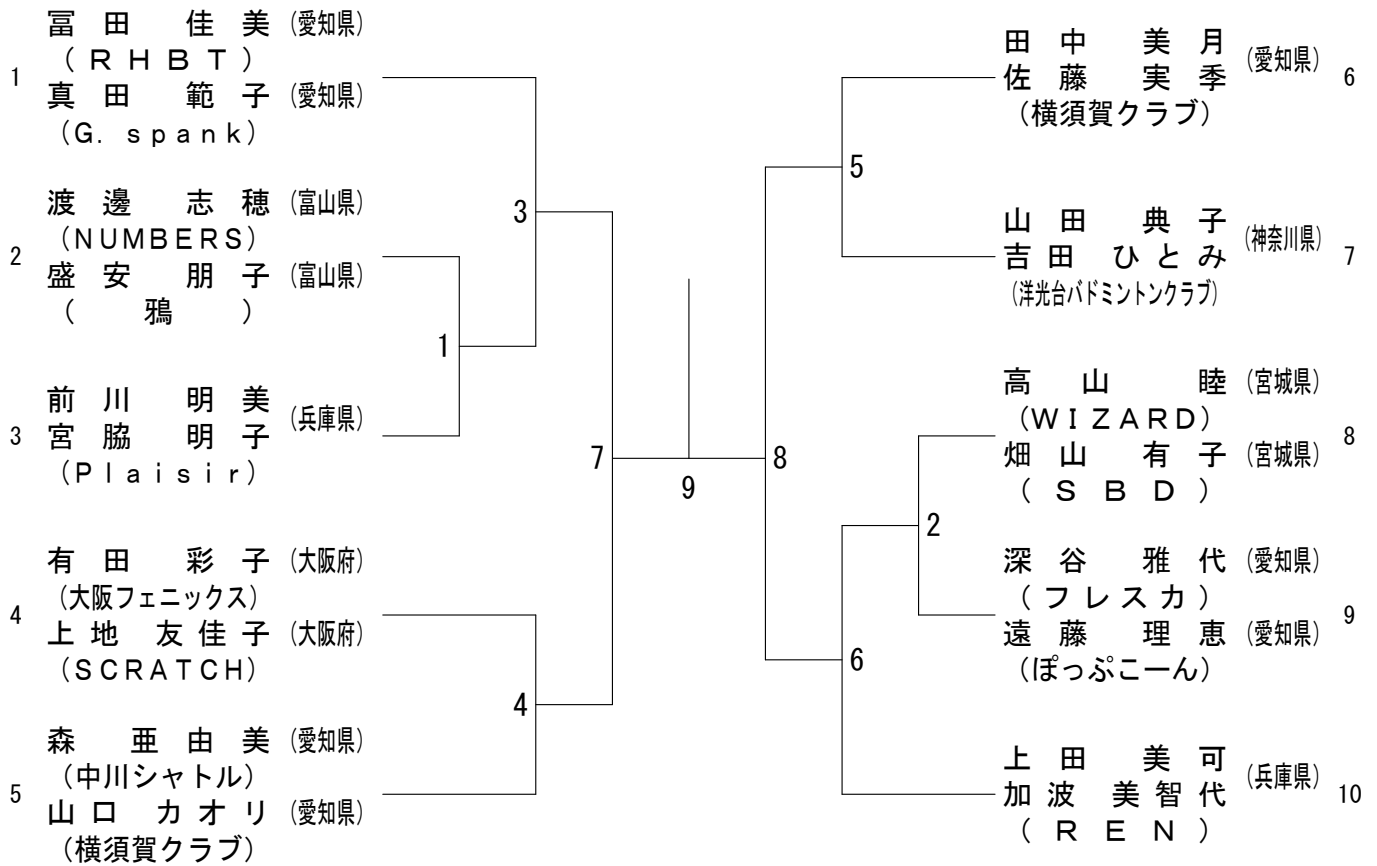 1
冨田 佳美 (愛知県)
(RHBT)
真田 範子 (愛知県)
(G. spank)
2
渡邊 志穂 (富山県)
(NUMBERS)
盛安 朋子 (富山県)
(鴉)
3
前川 明美
宮脇 明子
(兵庫県)
(Plaisir)
4
有田 彩子 (大阪府)
(大阪フェニックス)
上地 友佳子 (大阪府)
(SCRATCH)
5
森 亜由美 (愛知県)
(中川シャトル)
山口 カオリ (愛知県)
(横須賀クラブ)
1
3
4
7
9
8
5
2
6
田中 美月
佐藤 実季
(愛知県)
6
(横須賀クラブ)
山田 典子
吉田 ひとみ
(神奈川県)
7
(洋光台バドミントンクラブ)
高山 睦 (宮城県)
(WIZARD)
8
畑山 有子 (宮城県)
(SBD)
深谷 雅代 (愛知県)
(フレスカ)
9
遠藤 理恵 (愛知県)
(ぽっぷこーん)
上田 美可
加波 美智代
(兵庫県)
10
(REN)